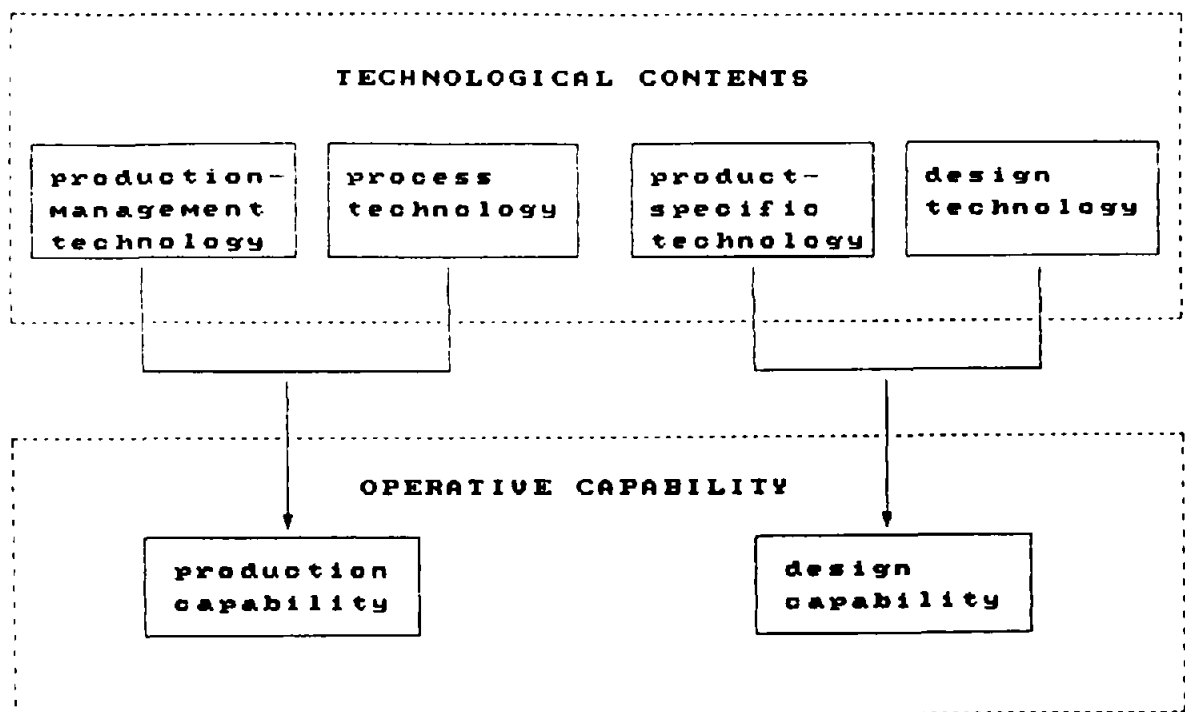 TECHNOLOGICAL CONTENTS
production-
management
technology
process
technology
product-
specific
technology
design
technology
OPERATIVE CAPABILITY
production
capability
design
capability